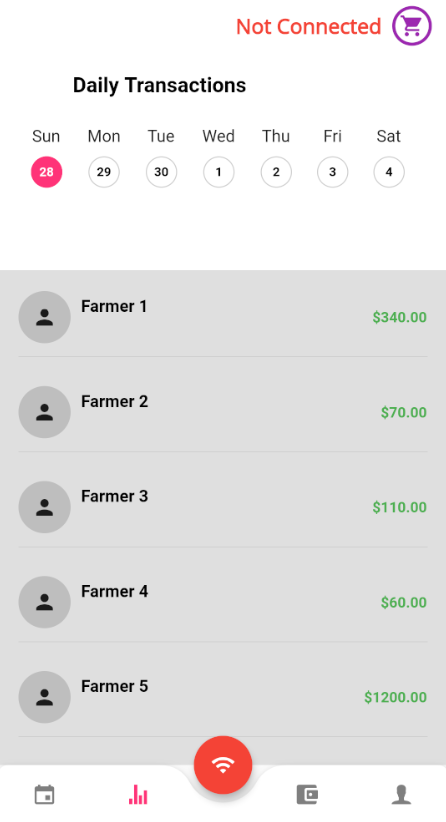 Not Connected
Daily Transactions
Sun Mon Tue Wed Thu Fri Sat
28 29 30 1 2 3 4
Farmer 1
$340.00
Farmer 2
$70.00
Farmer 3
$110.00
Farmer 4
$60.00
Farmer 5
$1200.00